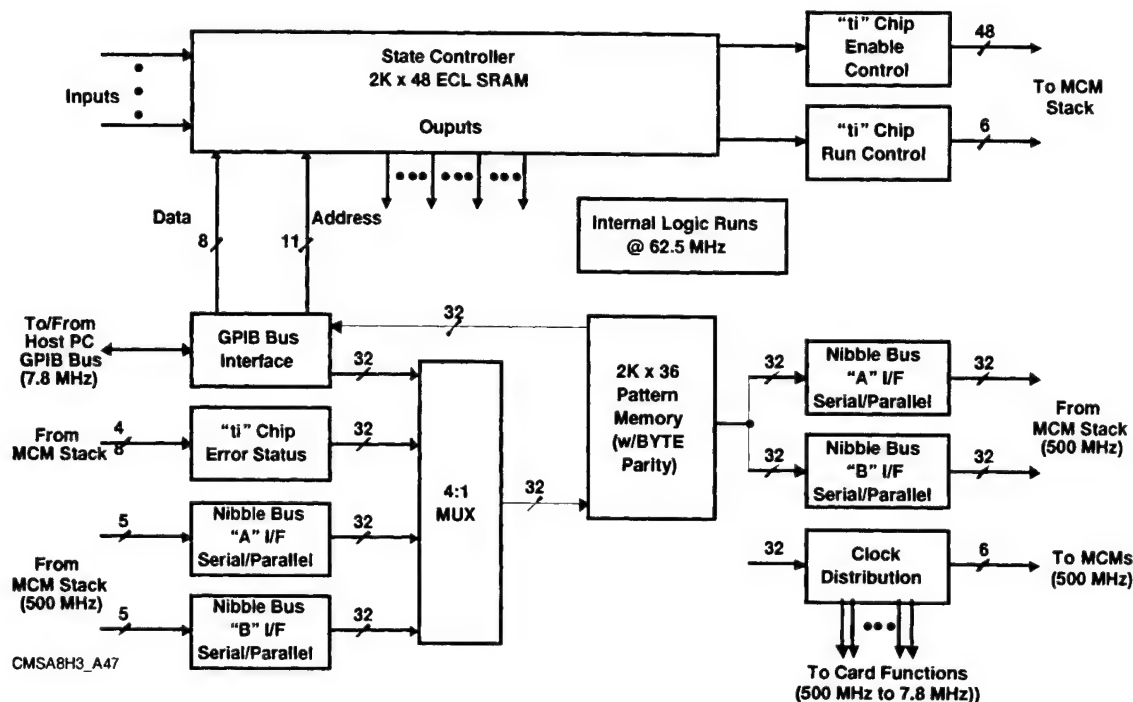 State Controller
2K x 48 ECL SRAM
Ouputs
Inputs
"ti" Chip
Enable
Control
48
To MCM
Stack
"ti" Chip
Run Control
6
Data
8
Address
11
Internal Logic Runs
@ 62.5 MHz
To/From
Host PC
GPIB Bus
(7.8 MHz)
GPIB Bus
Interface
32
32
From
MCM Stack
4
8
"ti" Chip
Error Status
32
4:1
MUX
32
2K x 36
Pattern
Memory
(w/BYTE
Parity)
32
Nibble Bus
"A" I/F
Serial/Parallel
32
32
Nibble Bus
"B" I/F
Serial/Parallel
32
From
MCM Stack
(500 MHz)
5
Nibble Bus
"A" I/F
Serial/Parallel
32
From
MCM Stack
(500 MHz)
5
Nibble Bus
"B" I/F
Serial/Parallel
32
32
Clock
Distribution
6
To MCMs
(500 MHz)
To Card Functions
(500 MHz to 7.8 MHz))
CMSA8H3_A47